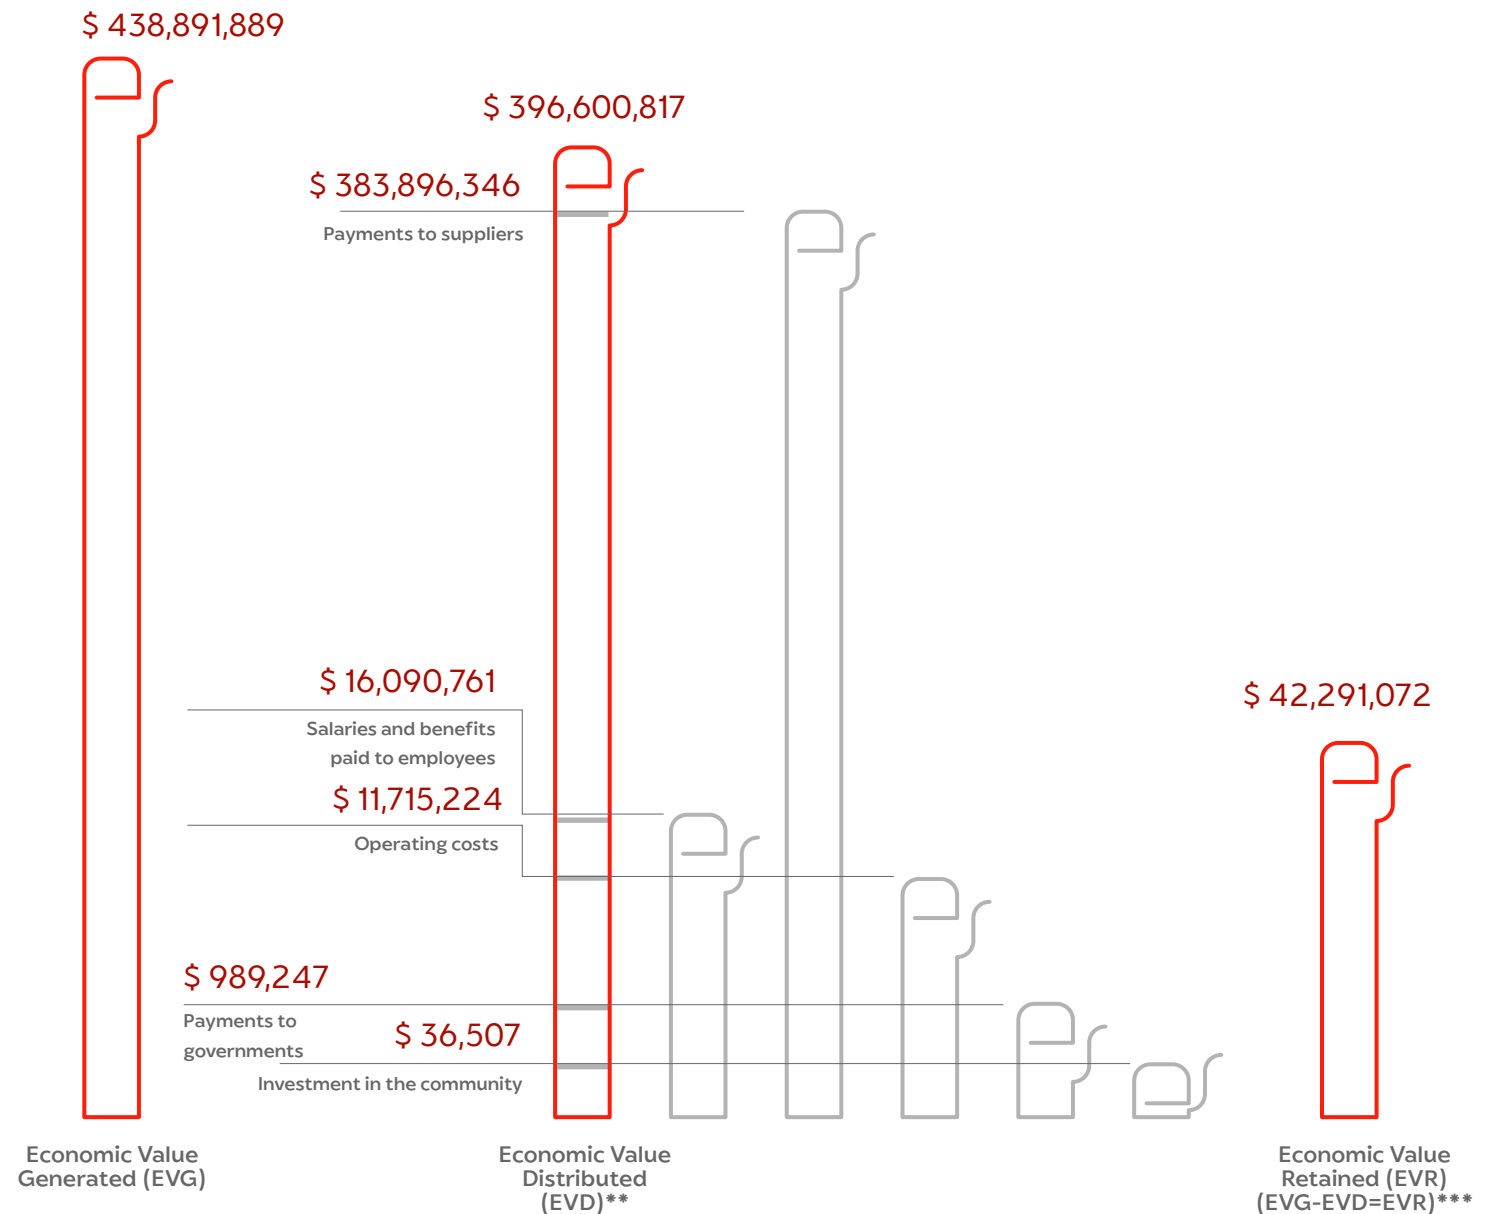 $ 438,891,889
$ 396,600,817
$ 383,896,346
Payments to suppliers
$ 16,090,761
Salaries and benefits
paid to employees
$ 11,715,224
Operating costs
$ 989,247
Payments to
governments
$ 36,507
Investment in the community
$ 42,291,072
Economic Value
Generated (EVG)
Economic Value
Distributed
(EVD)**
Economic Value
Retained (EVR)
(EVG-EVD=EVR)***